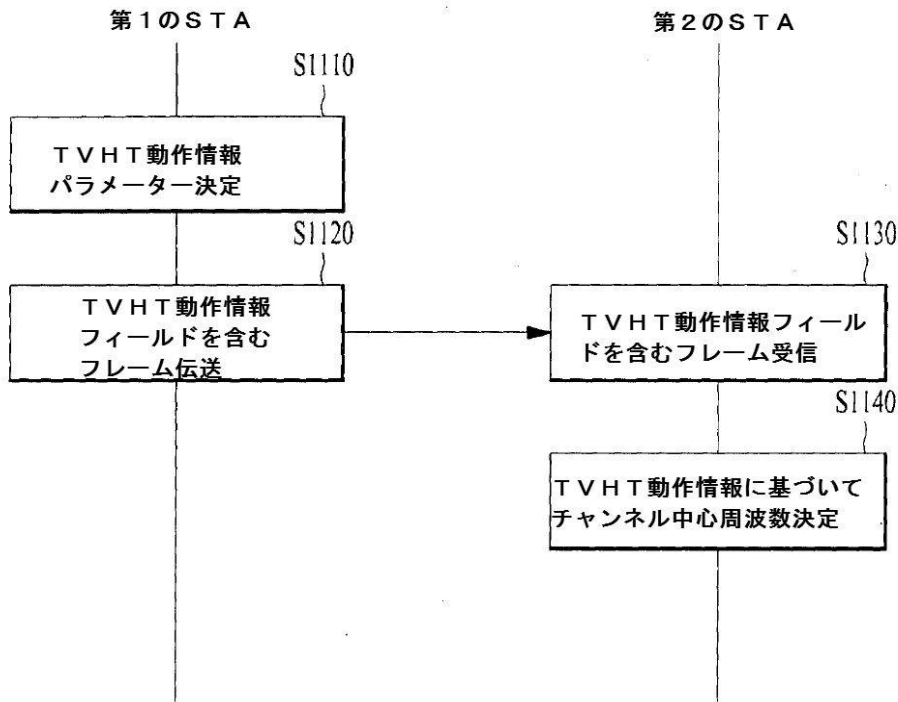 第１のＳＴＡ
第２のＳＴＡ
S1110
ＴＶＨＴ動作情報
パラメーター決定
S1120
ＴＶＨＴ動作情報
フィールドを含む
フレーム伝送
S1130
ＴＶＨＴ動作情報フィール
ドを含むフレーム受信
S1140
ＴＶＨＴ動作情報に基づいて
チャンネル中心周波数決定